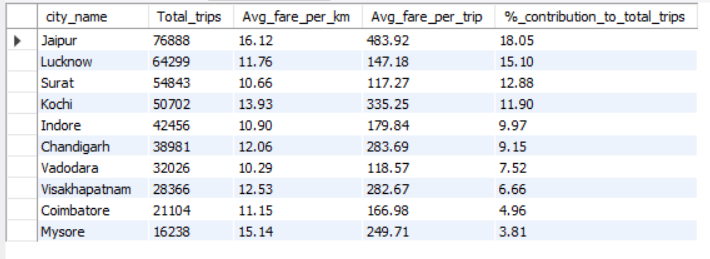 city_name Total_trips Avg_fare_per_km Avg_fare_per_trip %_contribution_to_total_trips
Jaipur 76888 16.12 483.92 18.05
Lucknow 64299 11.76 147.18 15.10
Surat 54843 10.66 117.27 12.88
Kochi 50702 13.93 335.25 11.90
Indore 42456 10.90 179.84 9.97
Chandigarh 38981 12.06 283.69 9.15
Vadodara 32026 10.29 118.57 7.52
Visakhapatnam 28366 12.53 282.67 6.66
Coimbatore 21104 11.15 166.98 4.96
Mysore 16238 15.14 249.71 3.81